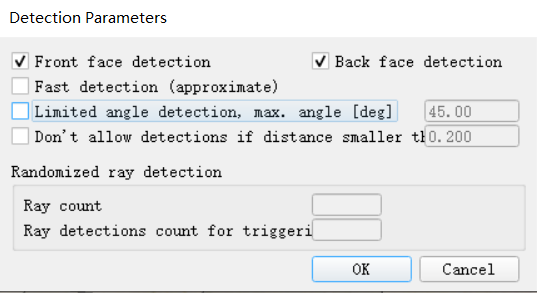 Detection Parameters
Front face detection Back face detection
Fast detection (approximate)
Limited angle detection, max. angle [deg] 45.00
Don't allow detections if distance smaller th 0.200
Randomized ray detection
Ray count
Ray detections count for triggeri
OK Cancel